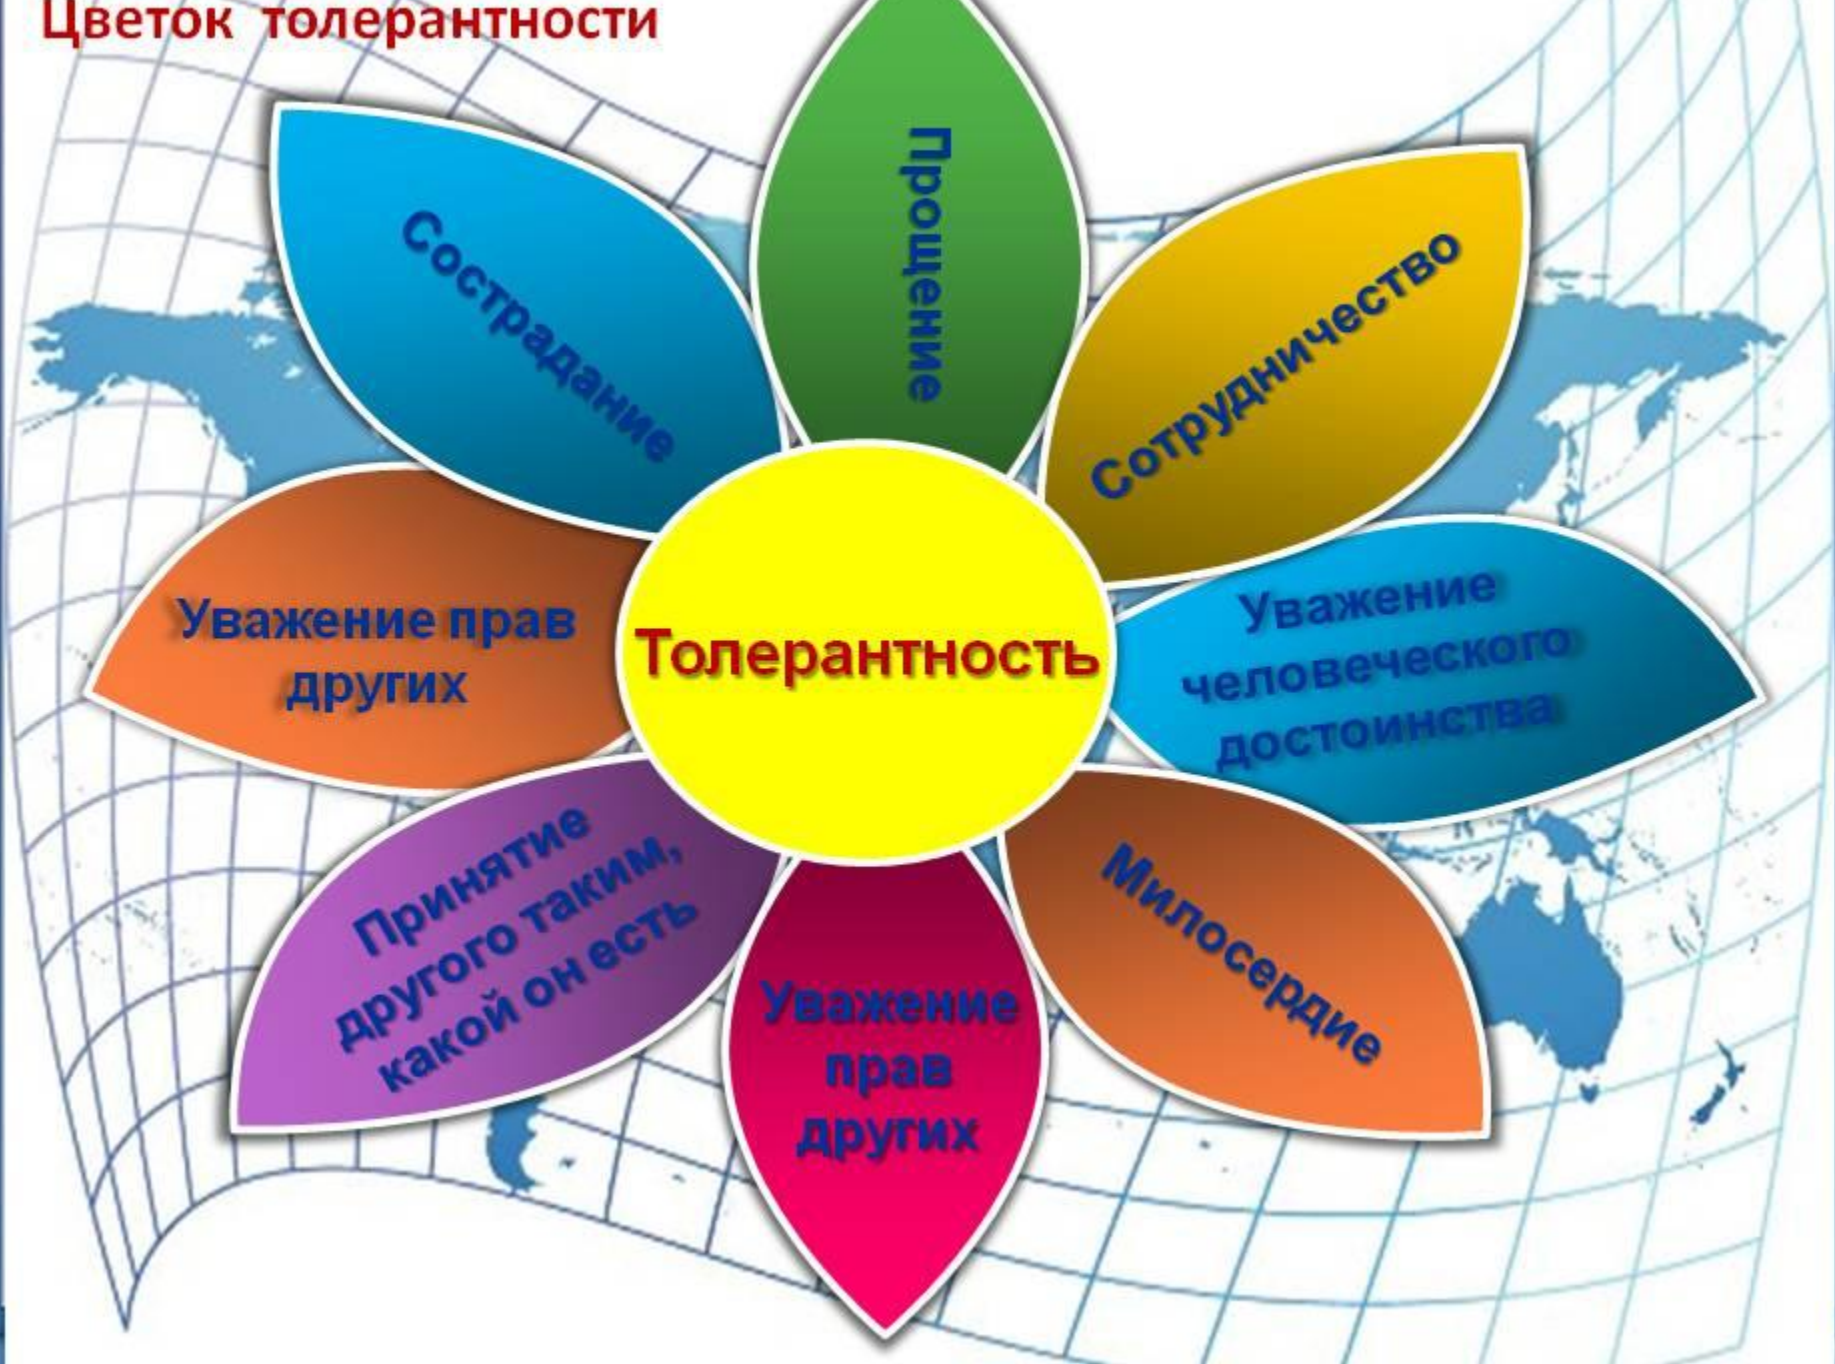 Цветок толерантности
Прощение
Сотрудничество
Уважение
человеческого
достоинства
Милосердие
Уважение
прав
других
Принятие
другого таким,
какой он есть
Уважение прав
других
Сострадание
Толерантность